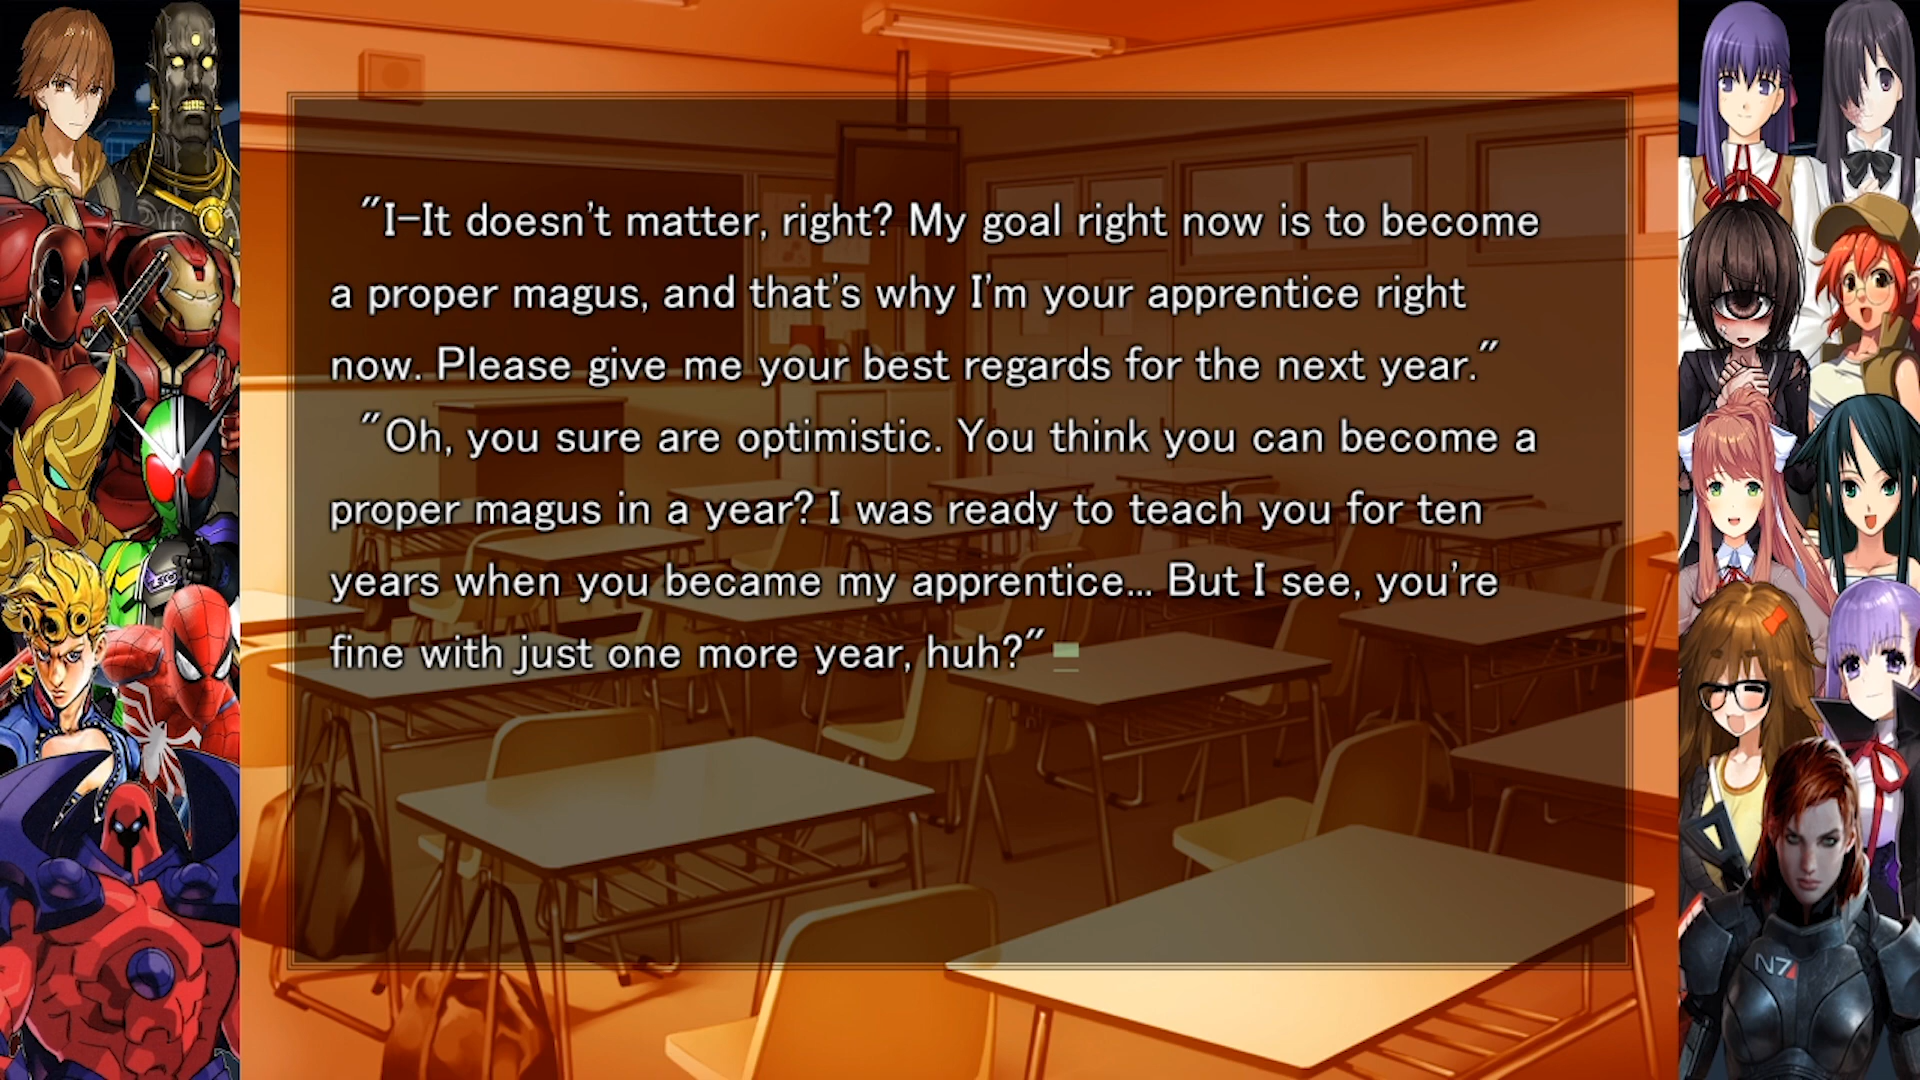 "I-It doesn't matter, right? My goal right now is to become
a proper magus, and that's why I'm your apprentice right
now. Please give me your best regards for the next year."
"Oh, you sure are optimistic. You think you can become a
proper magus in a year? I was ready to teach you for ten
years when you became my apprentice... But I see, you're
fine with just one more year, huh?"
N7